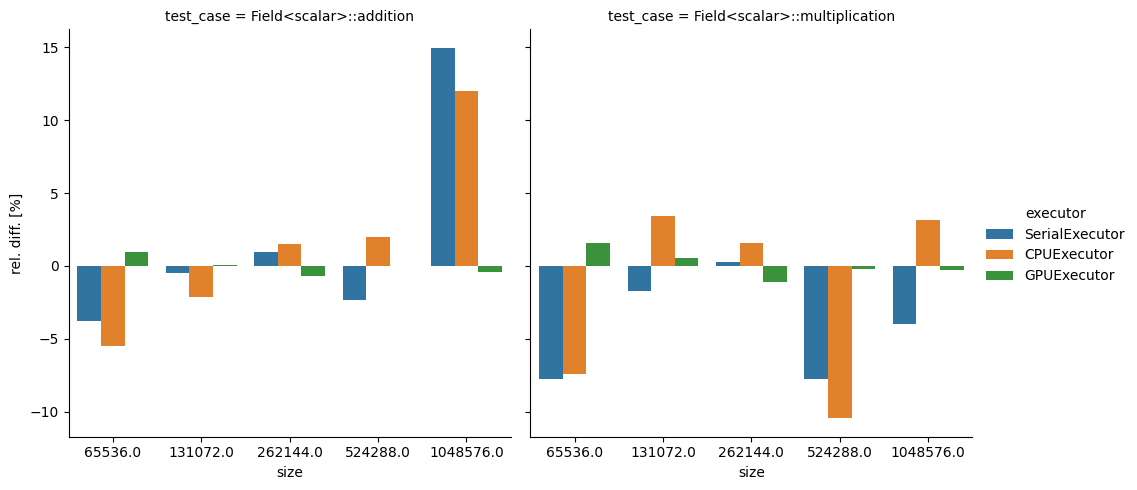 test_case = Field<scalar>::addition
test_case = Field<scalar>::multiplication
rel. diff. [%]
15
10
5
0
−5
−10
65536.0
131072.0
262144.0
524288.0
1048576.0
size
65536.0
131072.0
262144.0
524288.0
1048576.0
size
executor
SerialExecutor
CPUExecutor
GPUExecutor